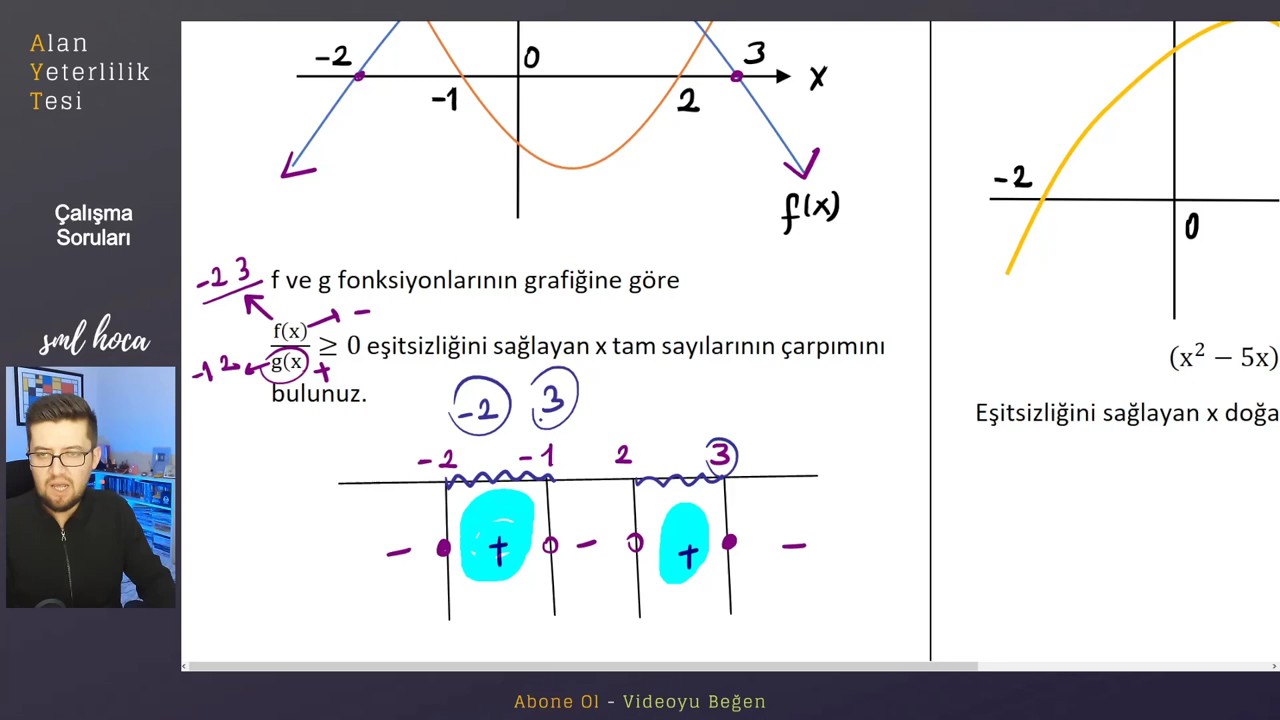 Alan
Yeterlilik
Tesi
Çalışma
Soruları
sml hoca
-2
0
3
x
-1
2
f(x)
-2 3
f ve g fonksiyonlarının grafiğine göre
f(x)
-
g(x
≥ 0 eşitsizliğini sağlayan x tam sayılarının çarpımını
-1 2
+
bulunuz.
-2 3
-2 -1 2 3
- + - + -
-2
0
(x² − 5x)
Eşitsizliğini sağlayan x doğa
Abone Ol - Videoyu Beğen